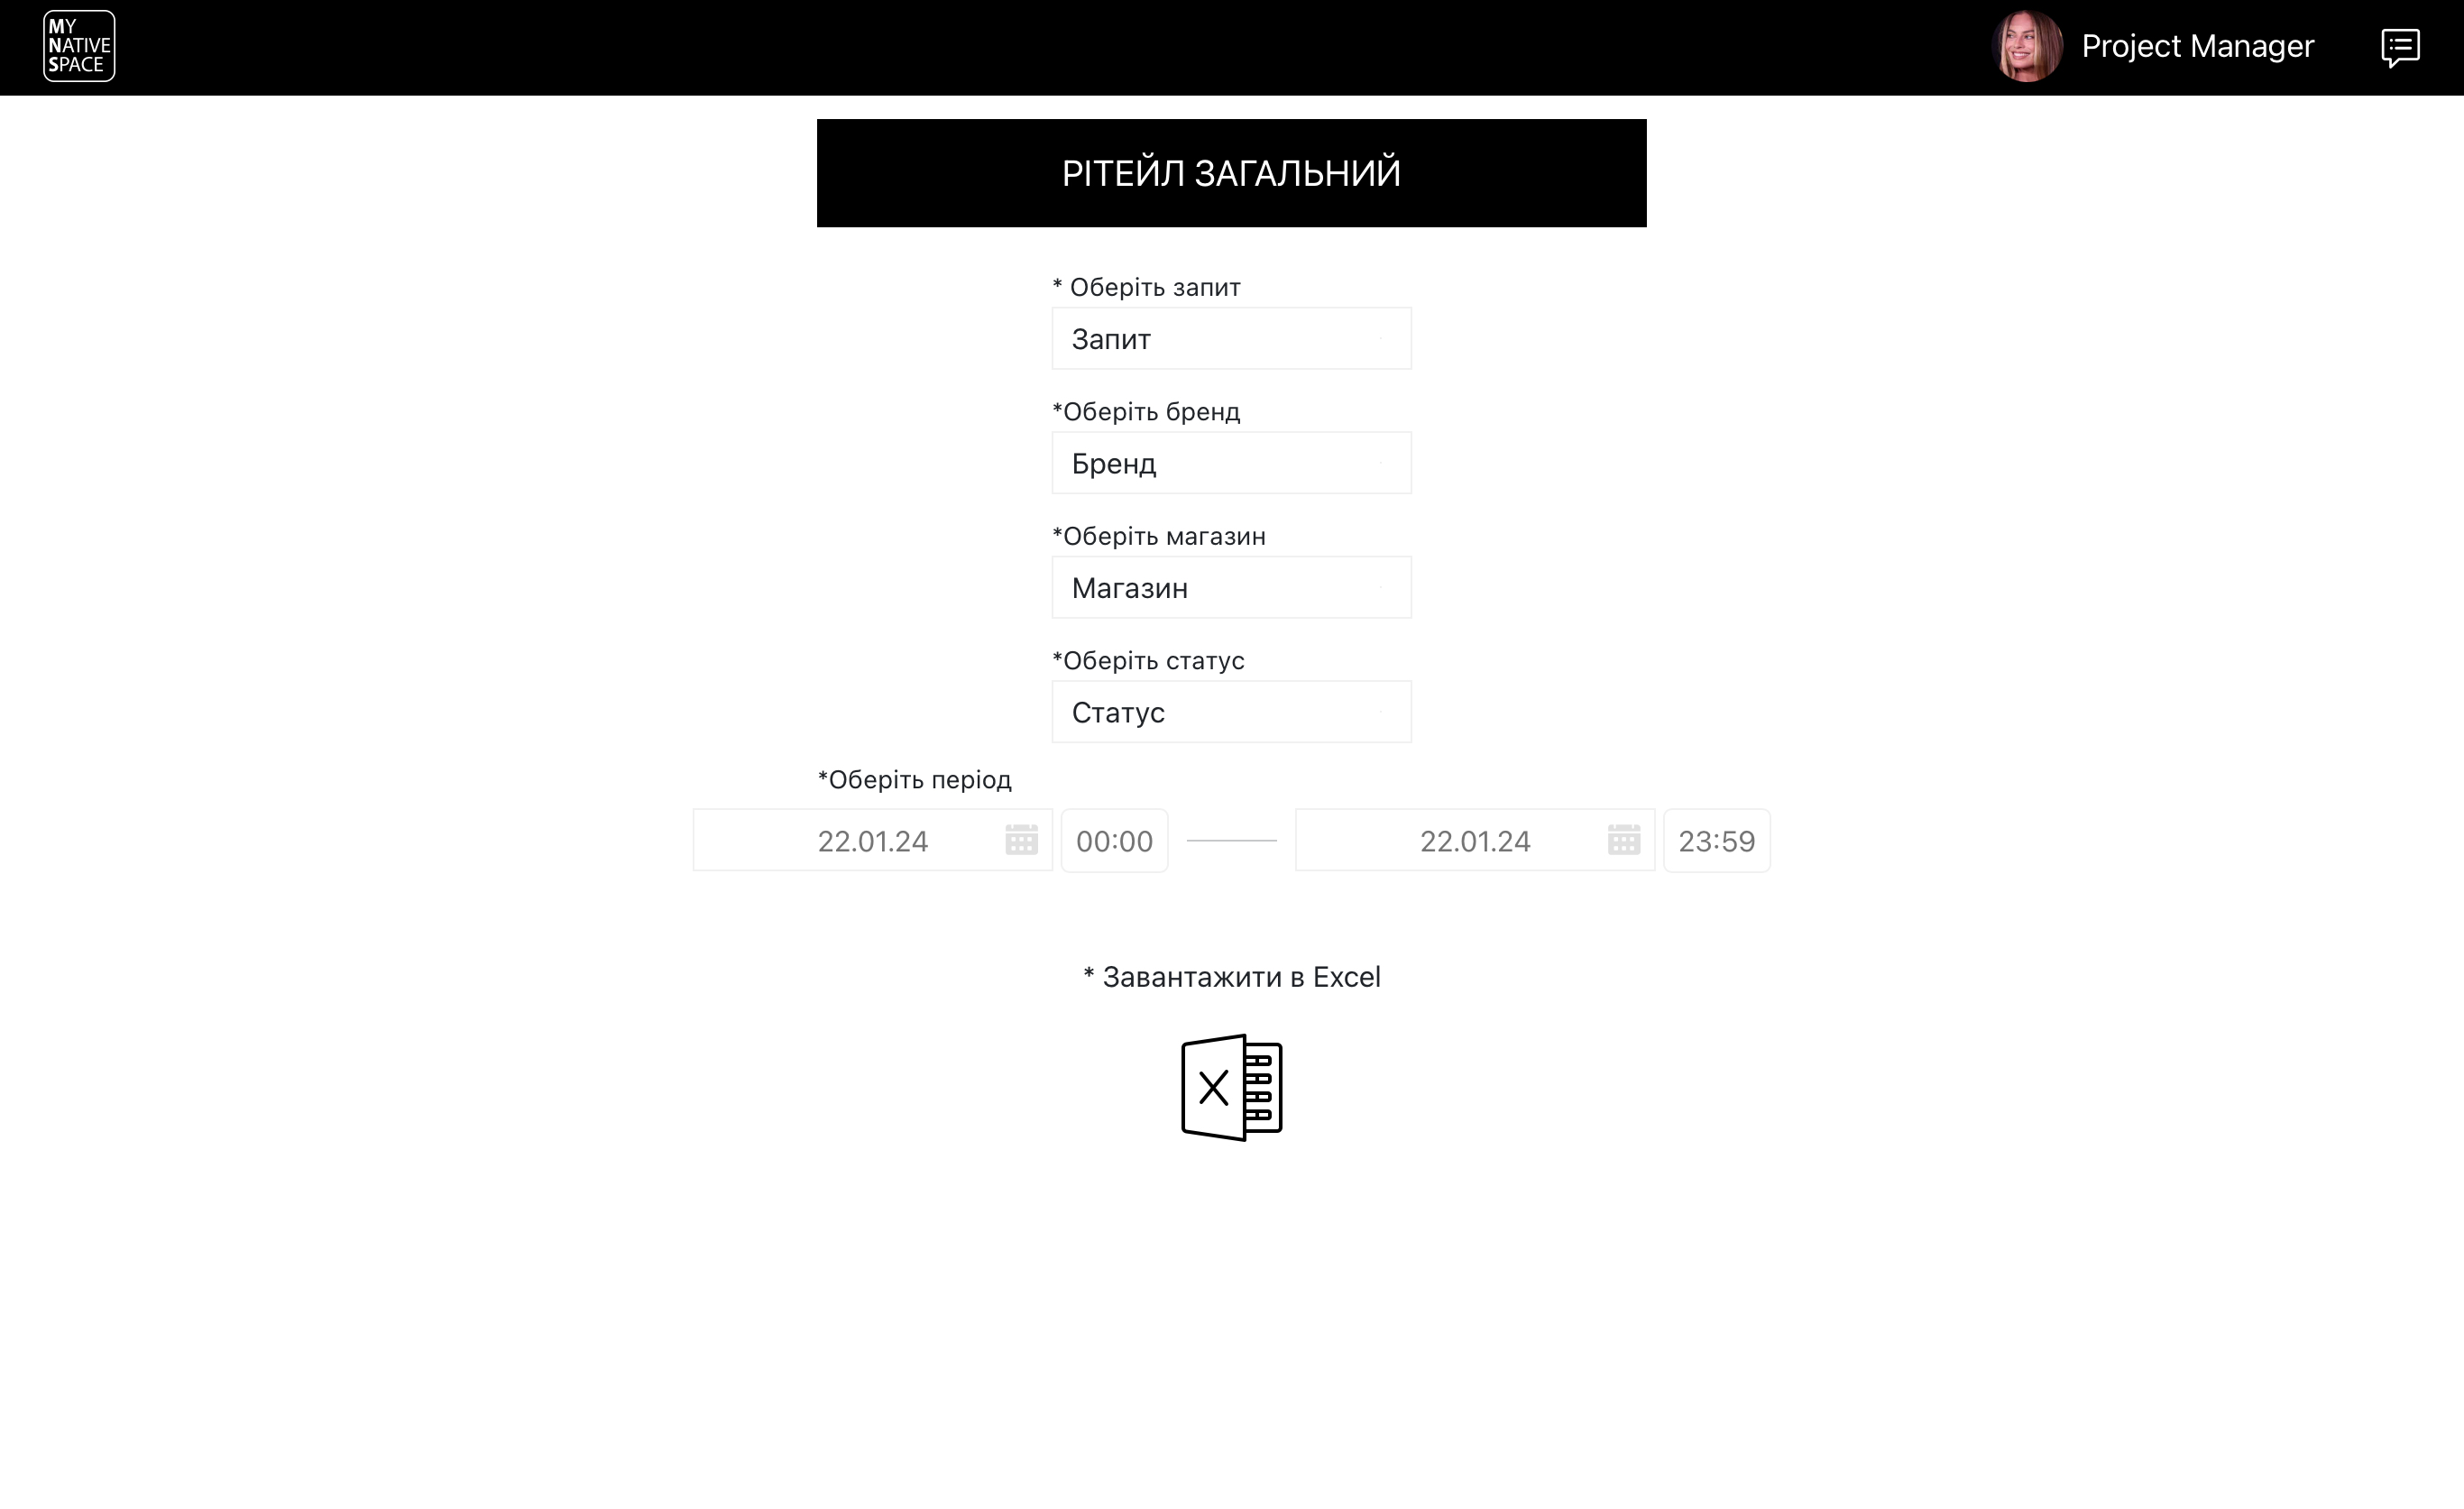 MY
NATIVE
SPACE
Project Manager
РІТЕЙЛ ЗАГАЛЬНИЙ
* Оберіть запит
Запит
*Оберіть бренд
Бренд
*Оберіть магазин
Магазин
*Оберіть статус
Статус
*Оберіть період
22.01.24 00:00 22.01.24 23:59
* Завантажити в Excel
X